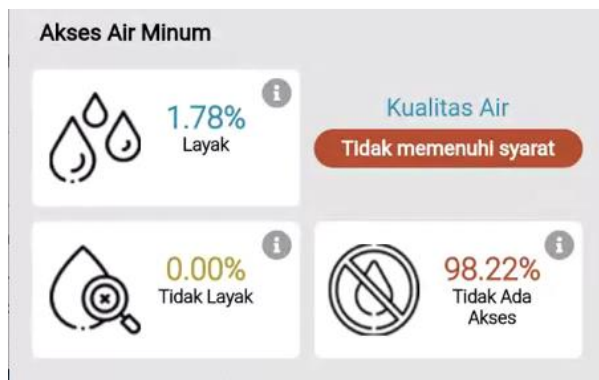 Akses Air Minum
1.78%
Layak
Kualitas Air
Tidak memenuhi syarat
0.00%
Tidak Layak
98.22%
Tidak Ada
Akses